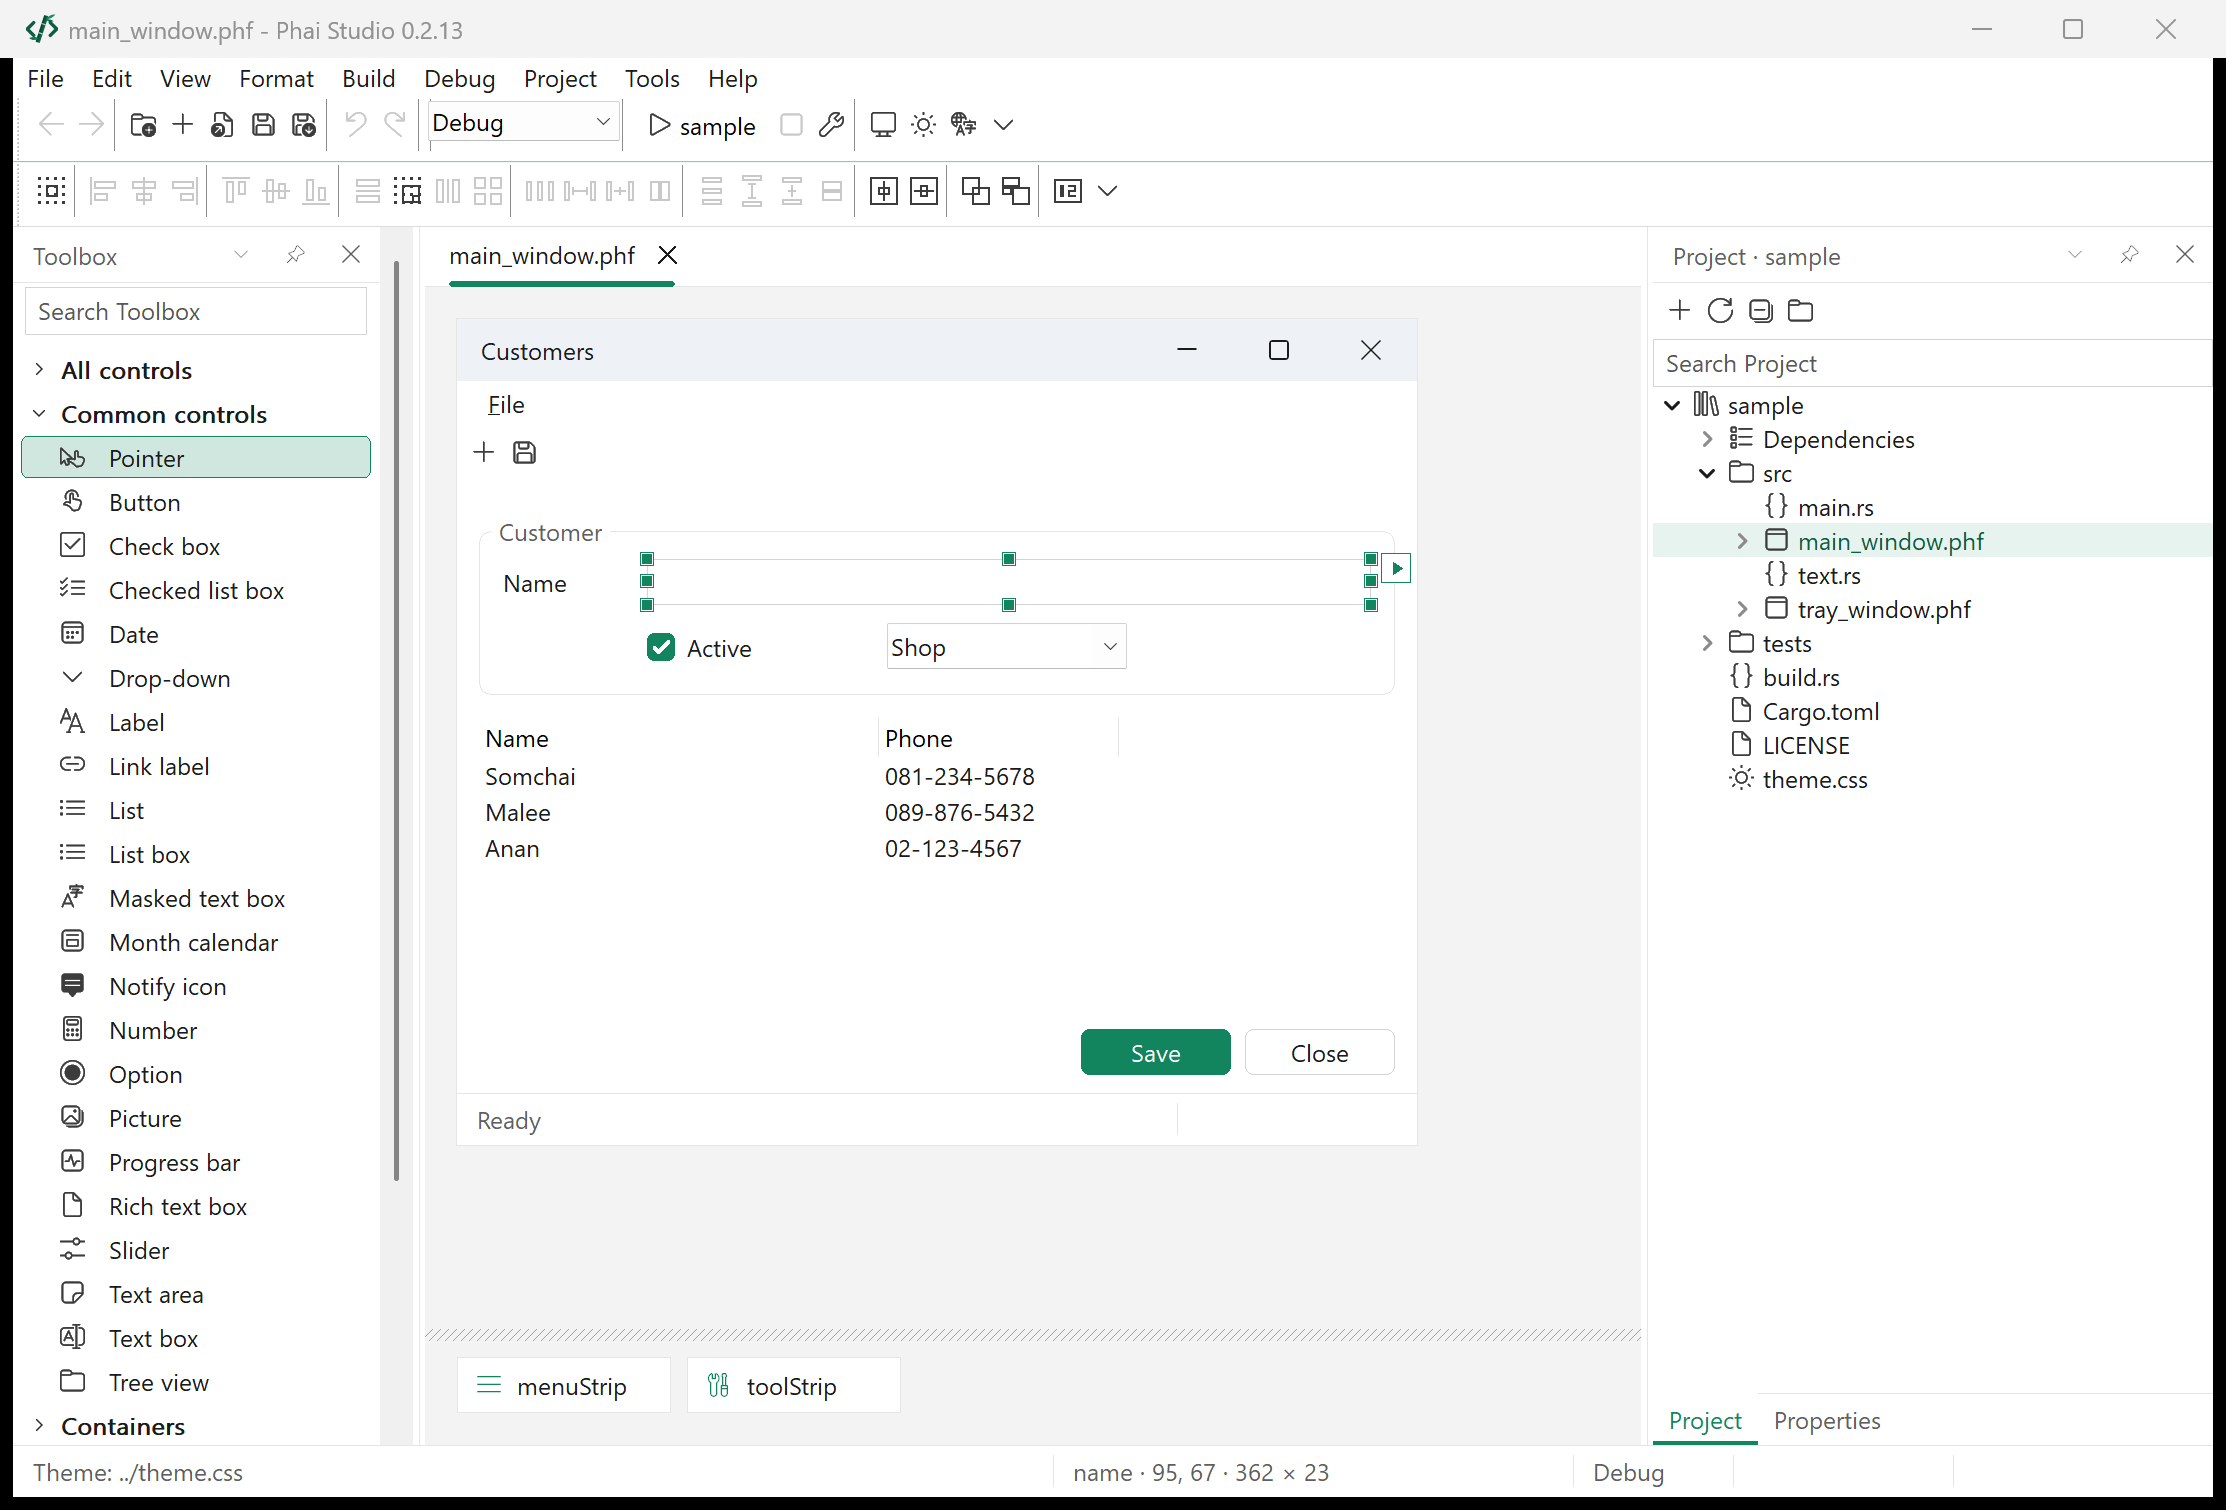 main_window.phf - Phai Studio 0.2.13
File Edit View Format Build Debug Project Tools Help
Debug sample
Toolbox
Search Toolbox
All controls
Common controls
Pointer
Button
Check box
Checked list box
Date
Drop-down
Label
Link label
List
List box
Masked text box
Month calendar
Notify icon
Number
Option
Picture
Progress bar
Rich text box
Slider
Text area
Text box
Tree view
Containers
main_window.phf
Customers
File
Customer
Name
Active Shop
Name Phone
Somchai 081-234-5678
Malee 089-876-5432
Anan 02-123-4567
Save Close
Ready
menuStrip toolStrip
Project · sample
Search Project
sample
Dependencies
src
main.rs
main_window.phf
text.rs
tray_window.phf
tests
build.rs
Cargo.toml
LICENSE
theme.css
Project Properties
Theme: ../theme.css name · 95, 67 · 362 × 23 Debug